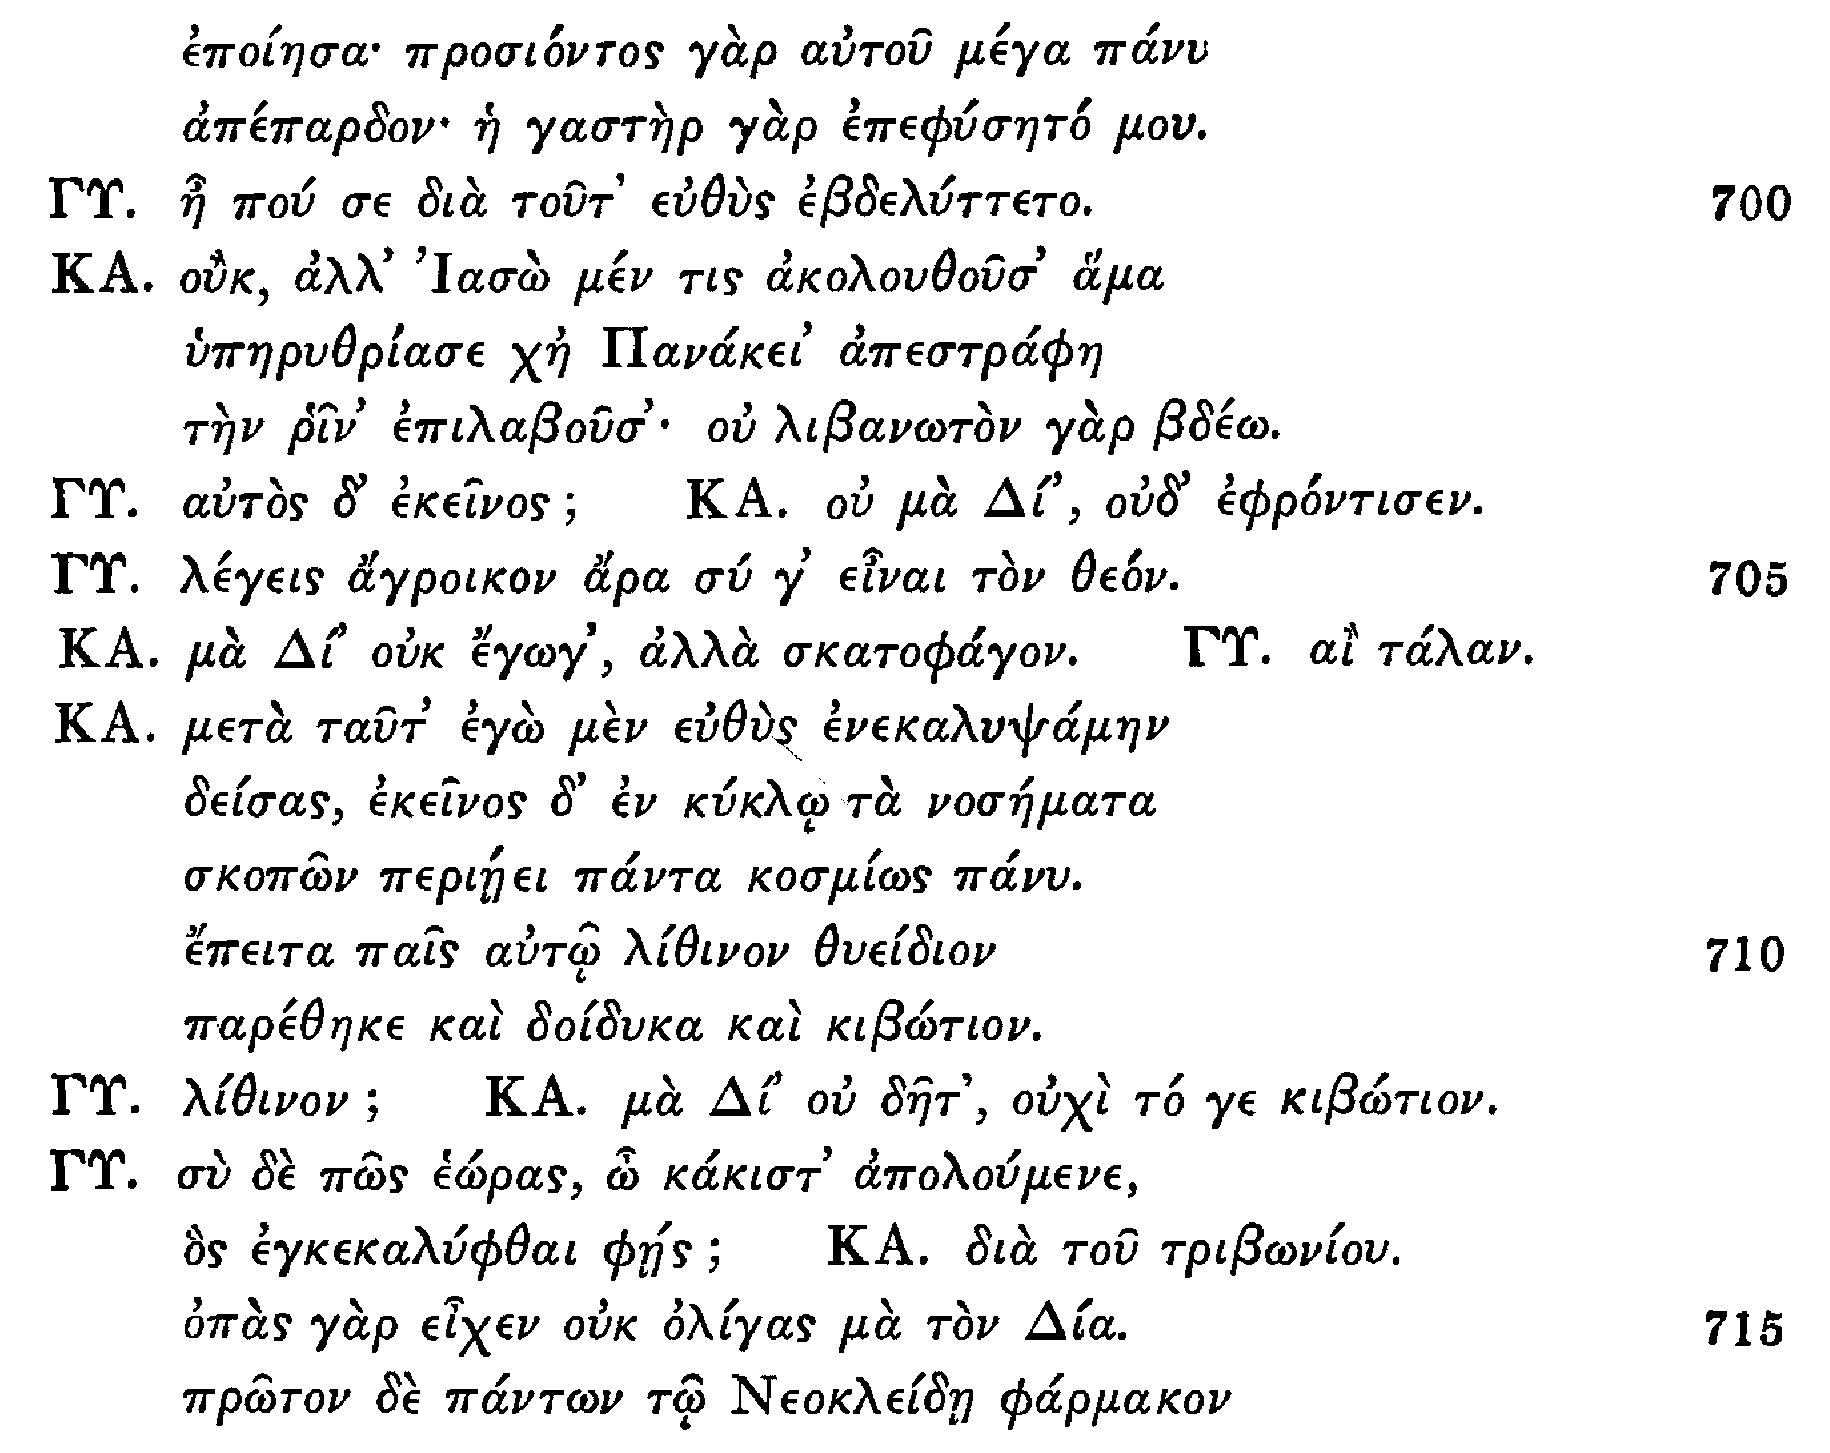 ἐποίησα· προσιόντος γὰρ αὐτοῦ μέγα πάνυ
ἀπέπαρδον· ἡ γαστὴρ γὰρ ἐπεφύσητό μου.
ΓΥ. ἦ πού σε διὰ τοῦτ’ εὐθὺς ἐβδελύττετο. 700
ΚΑ. οὒκ, ἀλλ’ Ἰασὼ μέν τις ἀκολουθοῦσ’ ἅμα
ὑπηρυθρίασε χἠ Πανάκει’ ἀπεστράφη
τὴν ῥῖν’ ἐπιλαβοῦσ’· οὐ λιβανωτὸν γὰρ βδέω.
ΓΥ. αὐτὸς δ’ ἐκεῖνος; ΚΑ. οὐ μὰ Δί’, οὐδ’ ἐφρόντισεν.
ΓΥ. λέγεις ἄγροικον ἄρα σύ γ’ εἶναι τὸν θεόν. 705
ΚΑ. μὰ Δί’ οὐκ ἔγωγ’, ἀλλὰ σκατοφάγον. ΓΥ. αἲ τάλαν.
ΚΑ. μετὰ ταῦτ’ ἐγὼ μὲν εὐθὺς ἐνεκαλυψάμην
δείσας, ἐκεῖνος δ’ ἐν κύκλῳ τὰ νοσήματα
σκοπῶν περιῄει πάντα κοσμίως πάνυ.
ἔπειτα παῖς αὐτῷ λίθινον θυείδιον 710
παρέθηκε καὶ δοίδυκα καὶ κιβώτιον.
ΓΥ. λίθινον; ΚΑ. μὰ Δί’ οὐ δῆτ’, οὐχὶ τό γε κιβώτιον.
ΓΥ. σὺ δὲ πῶς ἑώρας, ὦ κάκιστ’ ἀπολούμενε,
ὃς ἐγκεκαλύφθαι φῄς; ΚΑ. διὰ τοῦ τριβωνίου.
ὀπὰς γὰρ εἶχεν οὐκ ὀλίγας μὰ τὸν Δία. 715
πρῶτον δὲ πάντων τῷ Νεοκλείδῃ φάρμακον